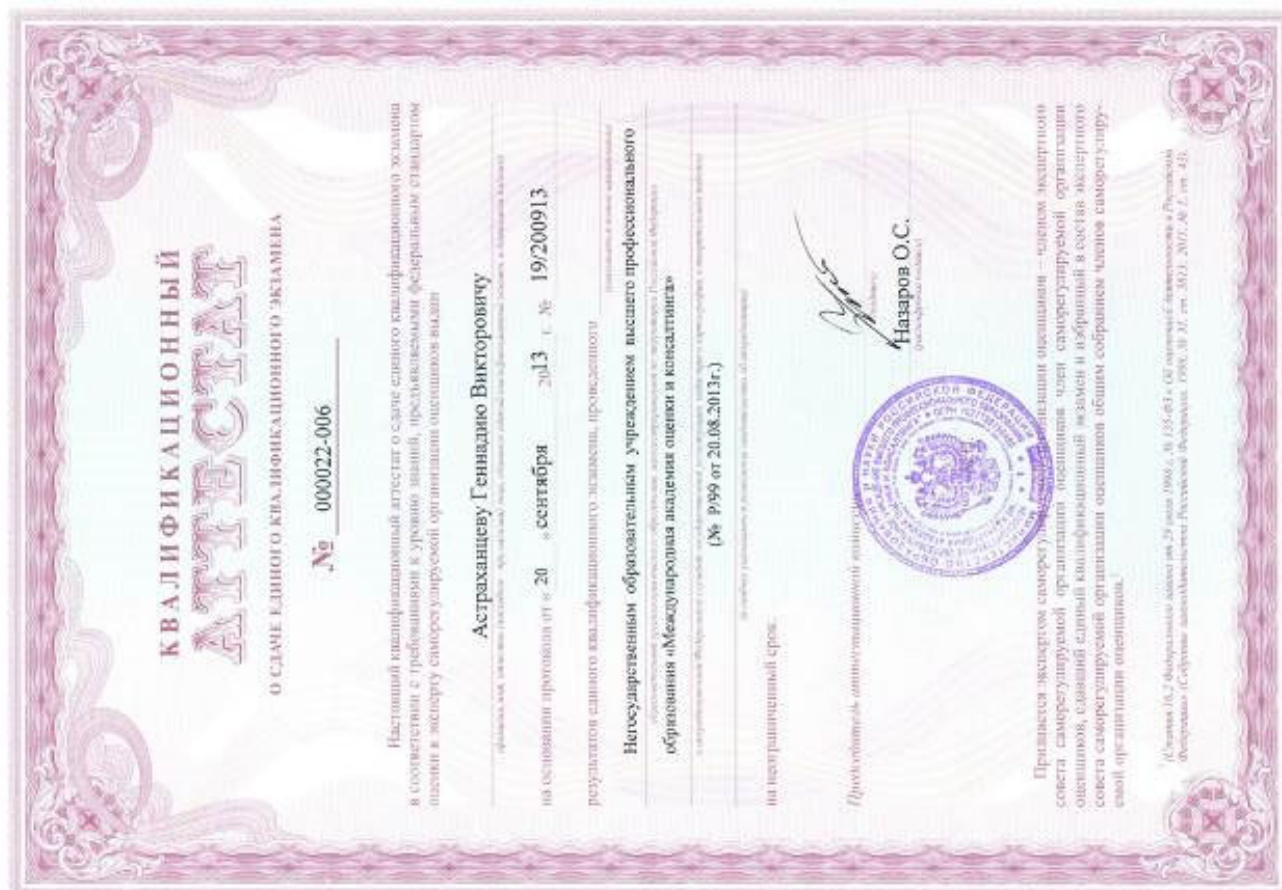 КВАЛИФИКАЦИОННЫЙ
АТТЕСТАТ
О СДАЧЕ ЕДИНОГО КВАЛИФИКАЦИОННОГО ЭКЗАМЕНА
№ 000022-006
Настоящий квалификационный аттестат о сдаче единого квалификационного экзамена
в соответствии с требованиями к уровню знаний, предъявляемыми федеральным стандартом
оценки к эксперту саморегулируемой организации оценщиков выдан
Астраханцеву Геннадию Викторовичу
на основании протокола от « 20 » сентября 2013 г. № 19/200913
результатов единого квалификационного экзамена, проведенного
Негосударственным образовательным учреждением высшего профессионального
образования «Международная академия оценки и консалтинга»
(№ Р/99 от 20.08.2013г.)
на неограниченный срок.
Председатель аттестационной
Назаров О.С.
Признается экспертом саморегулируемой организации оценщиков – членом экспертного
совета саморегулируемой организации оценщиков член саморегулируемой организации
оценщиков, сдавший единый квалификационный экзамен и избранный в состав экспертного
совета саморегулируемой организации оценщиков общим собранием членов саморегулиру-
емой организации оценщиков.